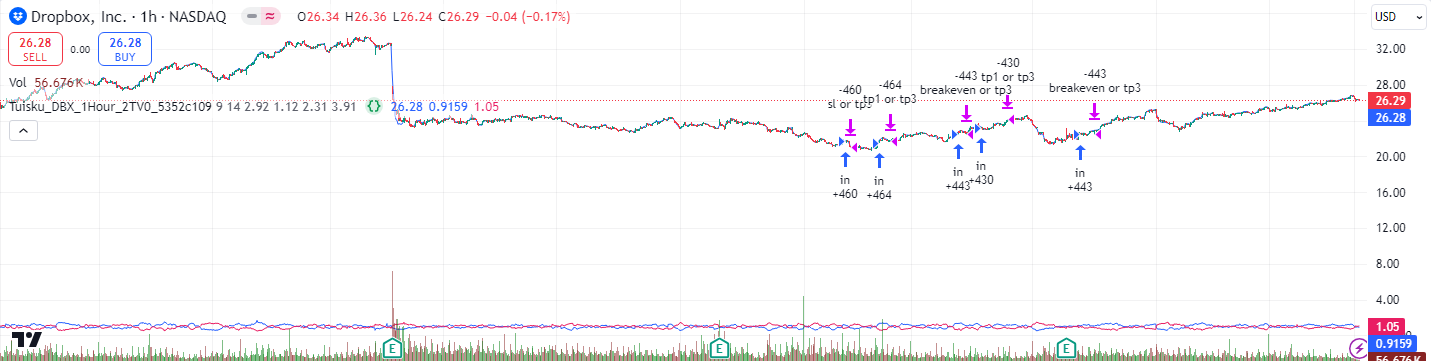 Dropbox, Inc. · 1h · NASDAQ O26.34 H26.36 L26.24 C26.29 −0.04 (−0.17%)
USD
26.28
SELL
0.00
26.28
BUY
Vol 56.676K
Tuisku_DBX_1Hour_2TV0_5352c109 9 14 2.92 1.12 2.31 3.91 {} 26.28 0.9159 1.05
32.00
28.00
26.29
26.28
20.00
16.00
12.00
8.00
4.00
1.05
0.9159
56.676K
-460
sl or tp3
-464
tp1 or tp3
-443
breakeven or tp3
-430
tp1 or tp3
-443
breakeven or tp3
in
+460
in
+464
in
+443
in
+430
in
+443
E
E
E